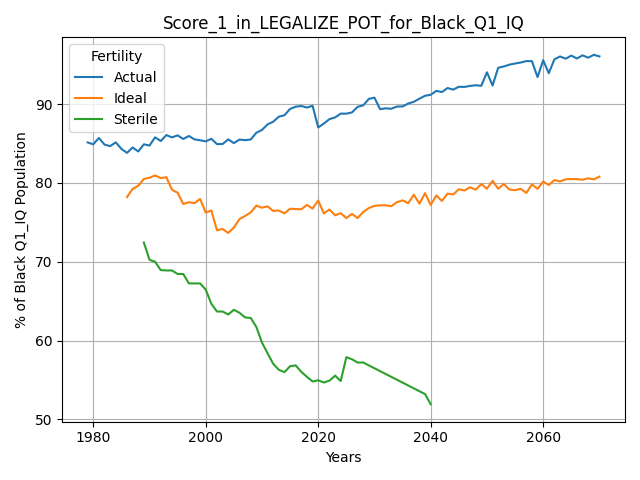 Score_1_in_LEGALIZE_POT_for_Black_Q1_IQ
Fertility
Actual
Ideal
Sterile
% of Black Q1_IQ Population
90
80
70
60
50
1980
2000
2020
2040
2060
Years